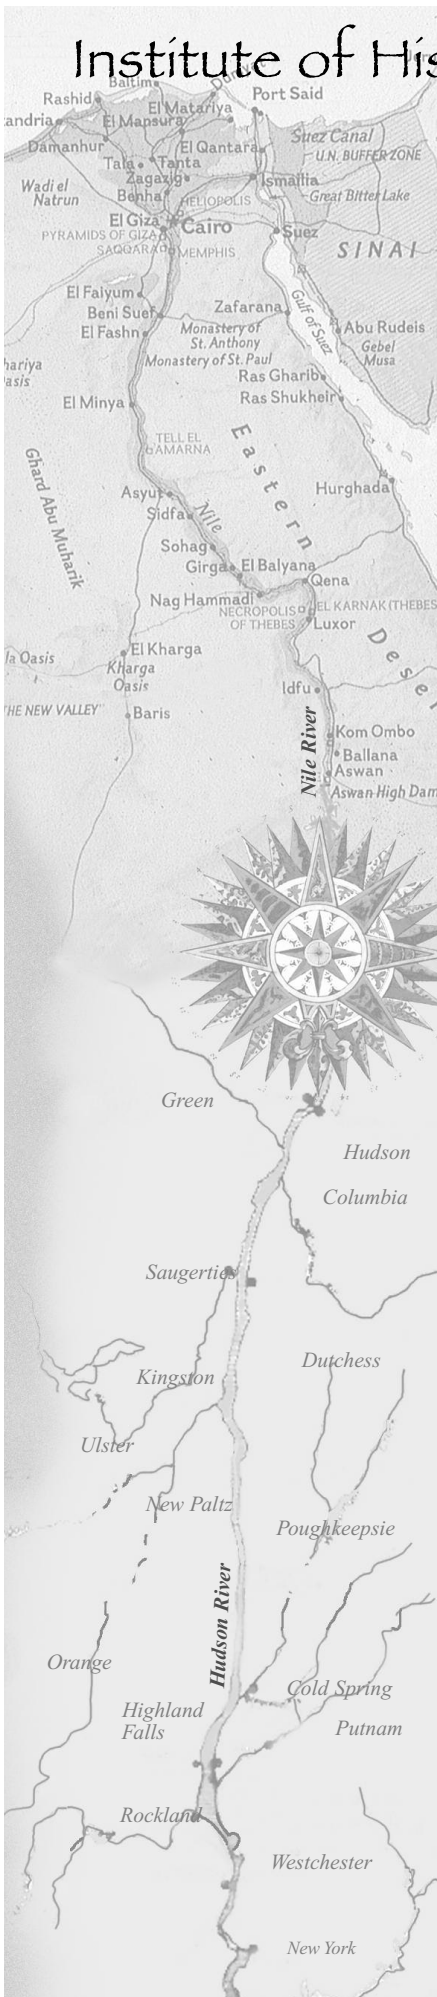 Institute of His
Baltim
Rashid
Port Said
El Matariya
andria
El Mansura
Suez Canal
Damanhur
El Qantara
U.N. BUFFER ZONE
Tala
Tanta
Zagazig
Ismailia
Wadi el
Natrun
Benha
HELIOPOLIS
Great Bitter Lake
El Giza
Cairo
Suez
PYRAMIDS OF GIZA
SAQQARA
MEMPHIS
SINAI
El Faiyum
Gulf of Suez
Beni Suef
Zafarana
El Fashn
Monastery of
St. Anthony
Abu Rudeis
Gebel
Musa
hariya
asis
Monastery of St. Paul
Ras Gharib
Ras Shukheir
El Minya
TELL EL
AMARNA
Eastern
Ghard Abu Muharik
Asyut
Hurghada
Nile
Sidfa
Sohag
Girga
El Balyana
Qena
Nag Hammadi
NECROPOLIS
OF THEBES
EL KARNAK (THEBES
Luxor
Deser
El Kharga
la Oasis
Kharga
Oasis
Idfu
THE NEW VALLEY"
Baris
Nile River
Kom Ombo
Ballana
Aswan
Aswan High Dam
Green
Hudson
Columbia
Saugerties
Dutchess
Kingston
Ulster
New Paltz
Poughkeepsie
Hudson River
Orange
Cold Spring
Highland
Falls
Putnam
Rockland
Westchester
New York